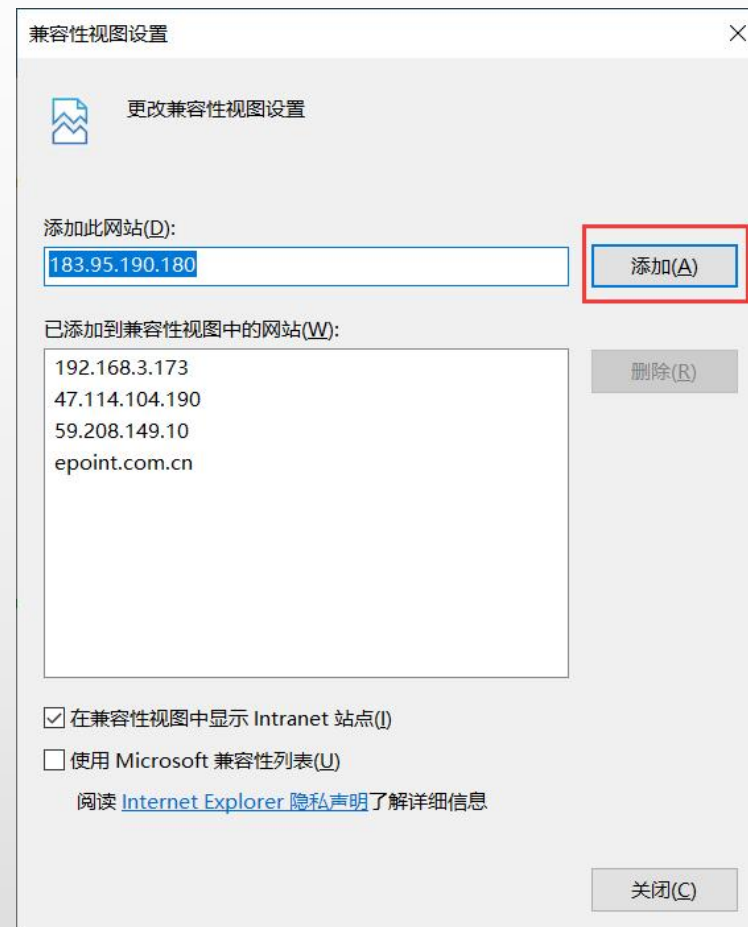 兼容性视图设置
更改兼容性视图设置
添加此网站(D):
183.95.190.180
添加(A)
已添加到兼容性视图中的网站(W):
192.168.3.173
47.114.104.190
59.208.149.10
epoint.com.cn
删除(R)
在兼容性视图中显示 Intranet 站点(I)
使用 Microsoft 兼容性列表(U)
阅读 Internet Explorer 隐私声明了解详细信息
关闭(C)